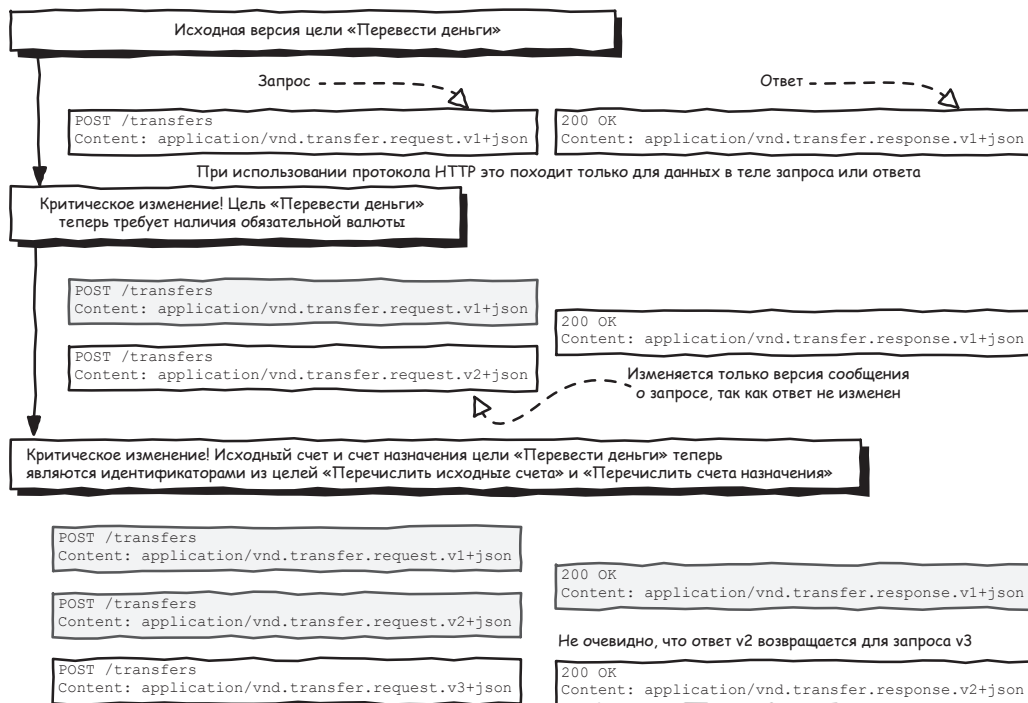 Исходная версия цели «Перевести деньги»
Запрос
Ответ
POST /transfers
Content: application/vnd.transfer.request.v1+json
200 OK
Content: application/vnd.transfer.response.v1+json
При использовании протокола HTTP это походит только для данных в теле запроса или ответа
Критическое изменение! Цель «Перевести деньги»
теперь требует наличия обязательной валюты
POST /transfers
Content: application/vnd.transfer.request.v1+json
200 OK
Content: application/vnd.transfer.response.v1+json
POST /transfers
Content: application/vnd.transfer.request.v2+json
Изменяется только версия сообщения
о запросе, так как ответ не изменен
Критическое изменение! Исходный счет и счет назначения цели «Перевести деньги» теперь
являются идентификаторами из целей «Перечислить исходные счета» и «Перечислить счета назначения»
POST /transfers
Content: application/vnd.transfer.request.v1+json
200 OK
Content: application/vnd.transfer.response.v1+json
POST /transfers
Content: application/vnd.transfer.request.v2+json
Не очевидно, что ответ v2 возвращается для запроса v3
POST /transfers
Content: application/vnd.transfer.request.v3+json
200 OK
Content: application/vnd.transfer.response.v2+json